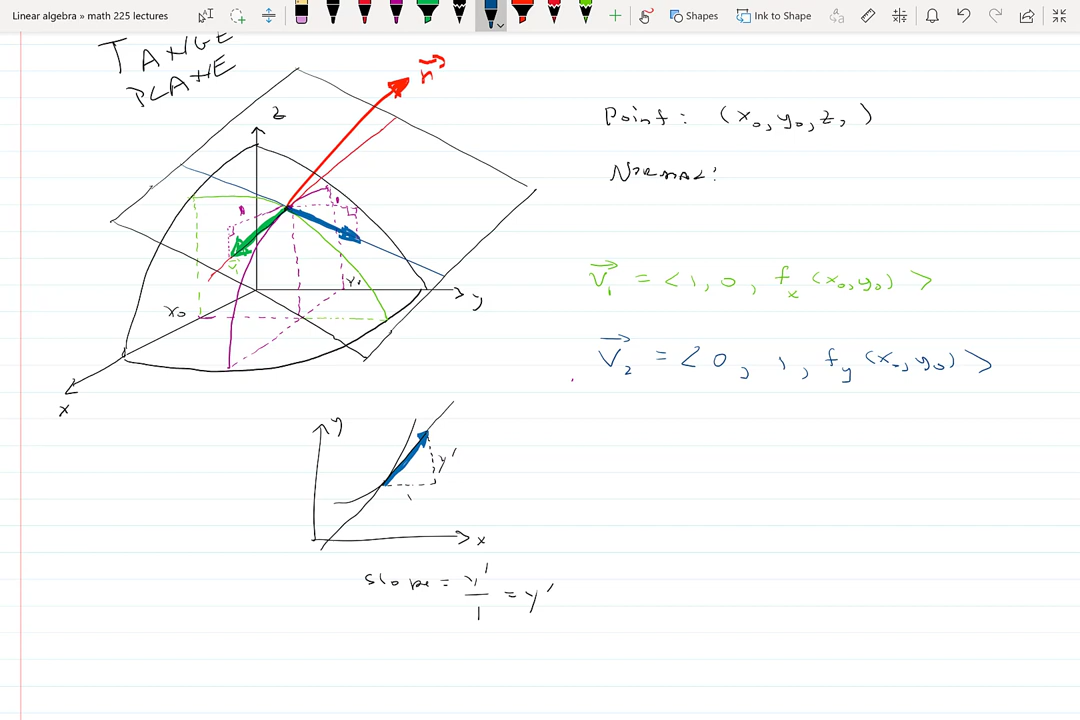 Linear algebra » math 225 lectures
Shapes
Ink to Shape
TANGE
PLANE
n
z
Point: (x₀, y₀, z₀)
Normal:
v₁ = <1, 0, fₓ(x₀, y₀)>
v₂ = <0, 1, f_y(x₀, y₀)>
v₁
x₀
y₀
y
x
y
y'
1
x
slope = y'/1 = y'